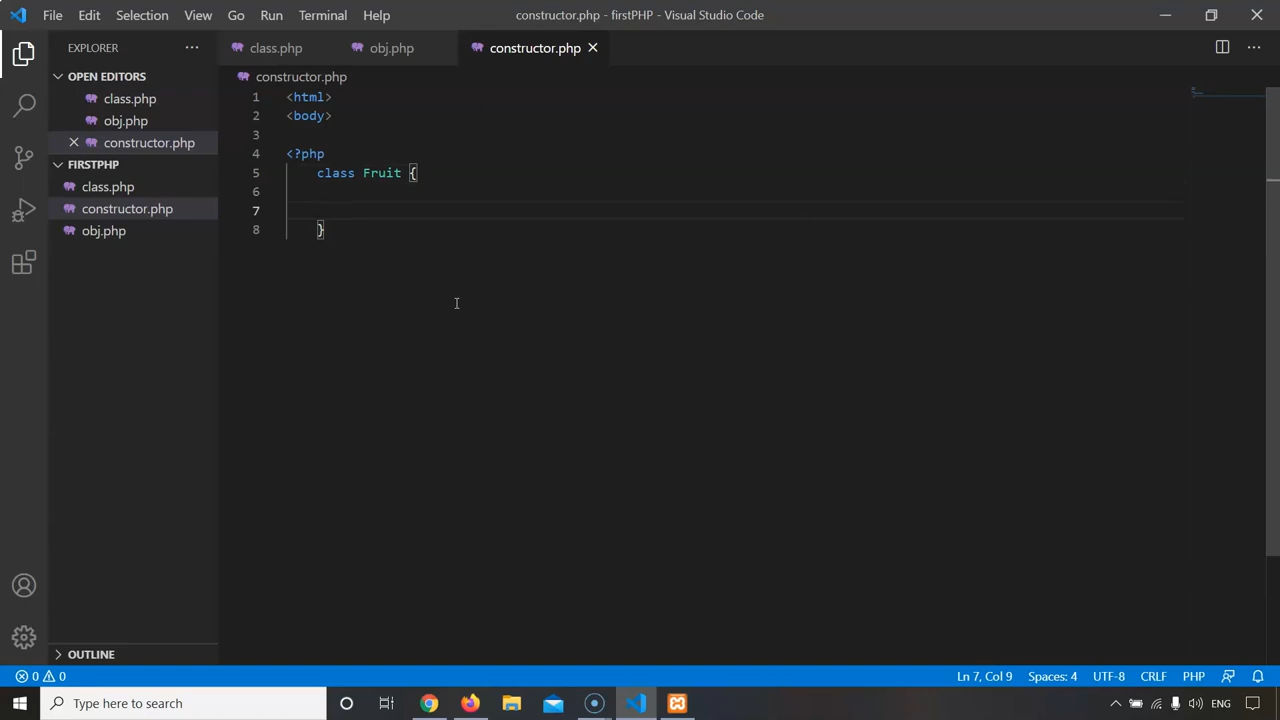 File Edit Selection View Go Run Terminal Help constructor.php - firstPHP - Visual Studio Code
EXPLORER ... class.php obj.php constructor.php
OPEN EDITORS
class.php
obj.php
constructor.php
FIRSTPHP
class.php
constructor.php
obj.php
OUTLINE
constructor.php
1 <html>
2 <body>
3
4 <?php
5 class Fruit {
6
7
8 }
0 0 Ln 7, Col 9 Spaces: 4 UTF-8 CRLF PHP
Type here to search ENG